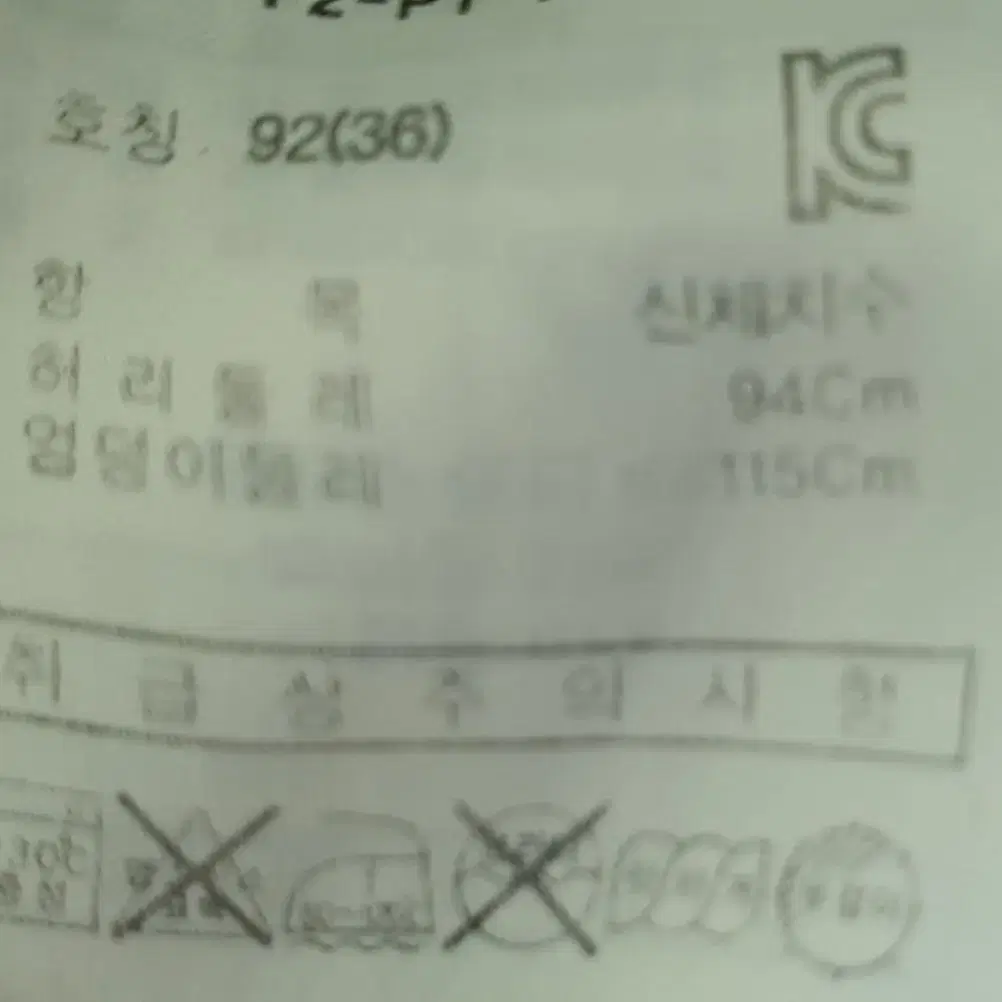 호칭. 92(36)
KC
항 목 신체치수
허리둘레 94Cm
엉덩이둘레 115Cm
취급상주의사항
30℃